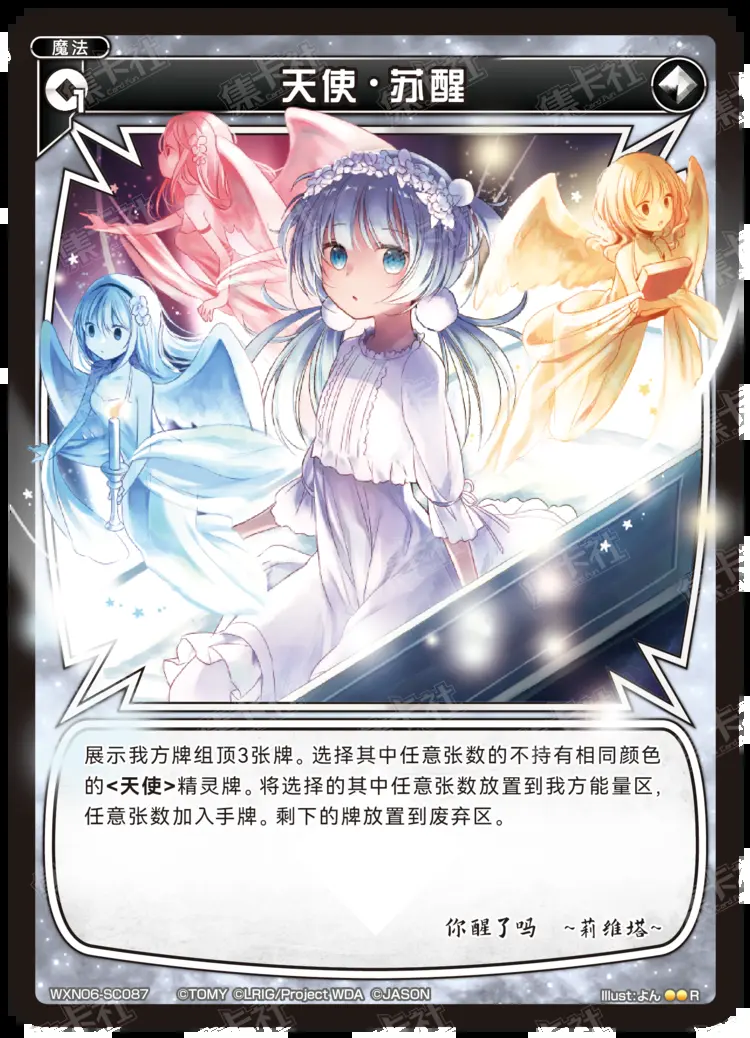 魔法
1
天使·苏醒
展示我方牌组顶3张牌。选择其中任意张数的不持有相同颜色
的<天使>精灵牌。将选择的其中任意张数放置到我方能量区,
任意张数加入手牌。剩下的牌放置到废弃区。
你醒了吗 ~莉维塔~
WXN06-SC087 ©TOMY ©LRIG/Project WDA ©JASON Illust:よん R
集卡社